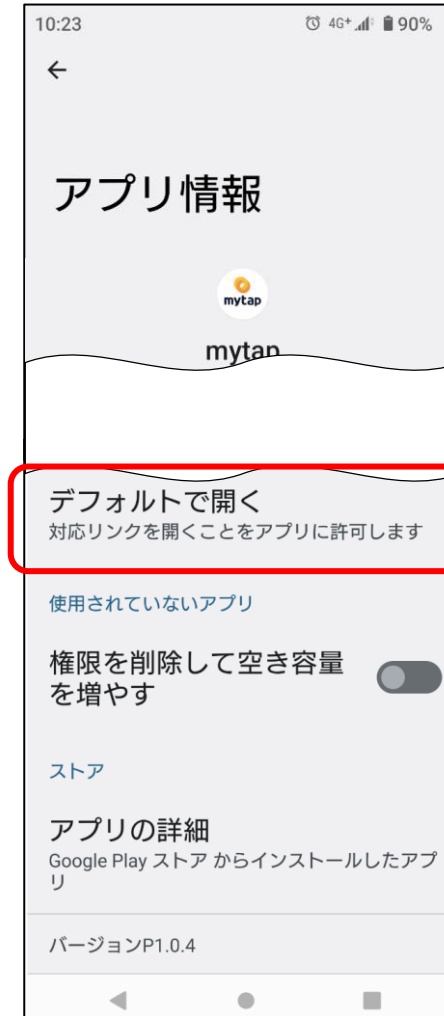 10:23 4G+ 90%
アプリ情報
mytap
mytap
デフォルトで開く
対応リンクを開くことをアプリに許可します
使用されていないアプリ
権限を削除して空き容量
を増やす
ストア
アプリの詳細
Google Play ストア からインストールしたアプ
リ
バージョンP1.0.4